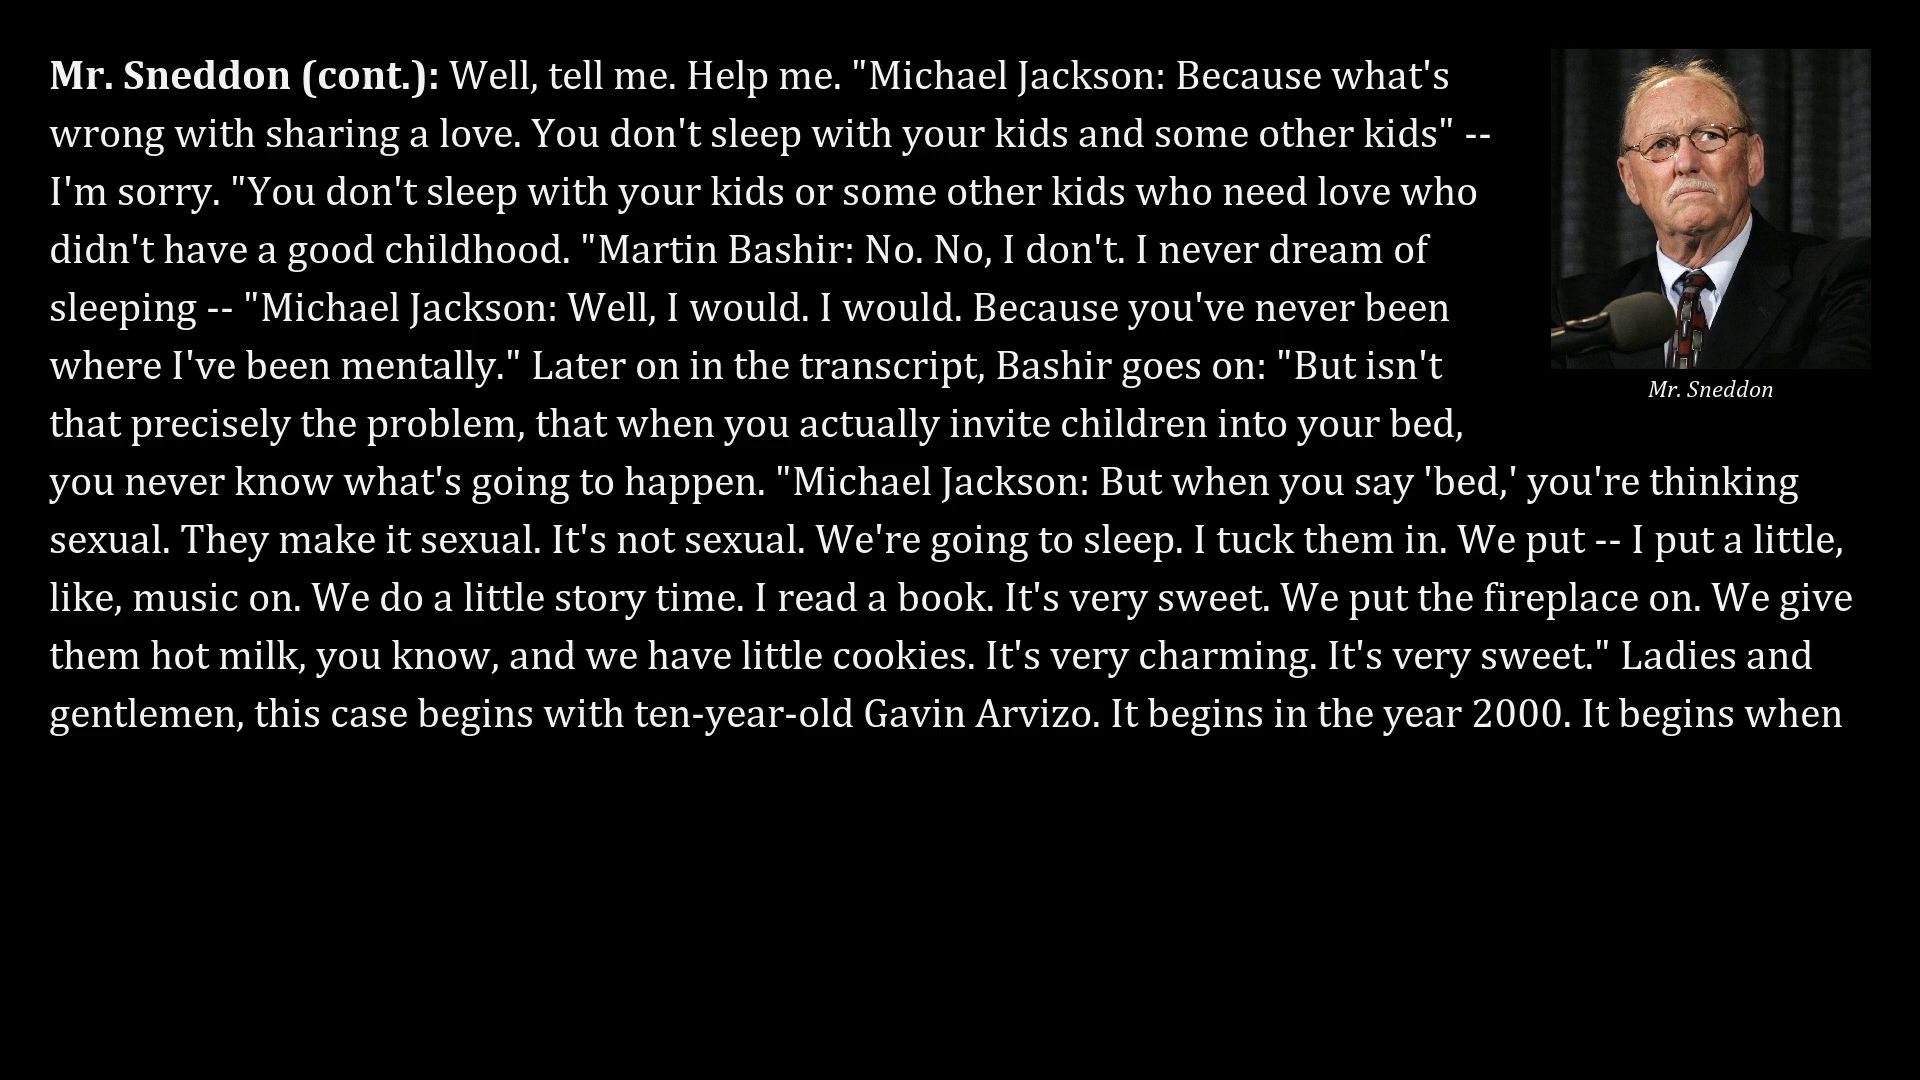 Mr. Sneddon (cont.): Well, tell me. Help me. "Michael Jackson: Because what's
wrong with sharing a love. You don't sleep with your kids and some other kids" --
I'm sorry. "You don't sleep with your kids or some other kids who need love who
didn't have a good childhood. "Martin Bashir: No. No, I don't. I never dream of
sleeping -- "Michael Jackson: Well, I would. I would. Because you've never been
where I've been mentally." Later on in the transcript, Bashir goes on: "But isn't
that precisely the problem, that when you actually invite children into your bed,
you never know what's going to happen. "Michael Jackson: But when you say 'bed,' you're thinking
sexual. They make it sexual. It's not sexual. We're going to sleep. I tuck them in. We put -- I put a little,
like, music on. We do a little story time. I read a book. It's very sweet. We put the fireplace on. We give
them hot milk, you know, and we have little cookies. It's very charming. It's very sweet." Ladies and
gentlemen, this case begins with ten-year-old Gavin Arvizo. It begins in the year 2000. It begins when
Mr. Sneddon